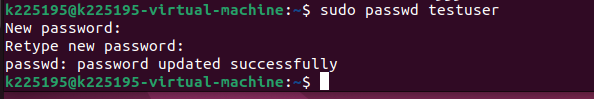 k225195@k225195-virtual-machine:~$ sudo passwd testuser
New password:
Retype new password:
passwd: password updated successfully
k225195@k225195-virtual-machine:~$